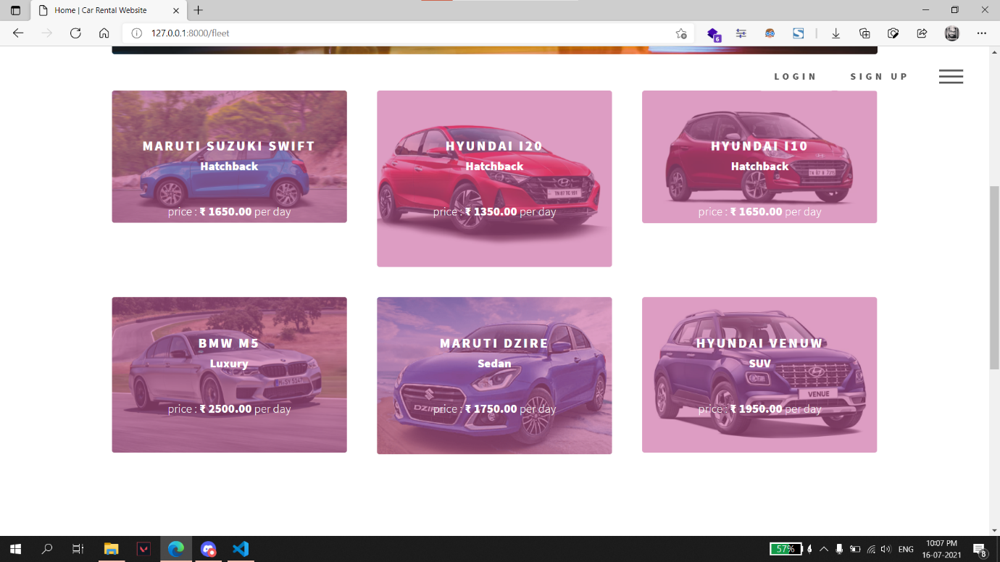 Home | Car Rental Website
127.0.0.1:8000/fleet
6
LOGIN SIGN UP
MARUTI SUZUKI SWIFT
Hatchback
price : ₹ 1650.00 per day
HYUNDAI I20
Hatchback
price : ₹ 1350.00 per day
HYUNDAI I10
Hatchback
price : ₹ 1650.00 per day
BMW M5
Luxury
price : ₹ 2500.00 per day
MARUTI DZIRE
Sedan
price : ₹ 1750.00 per day
HYUNDAI VENUW
SUV
VENUE
price : ₹ 1950.00 per day
57%
ENG
10:07 PM
16-07-2021
8